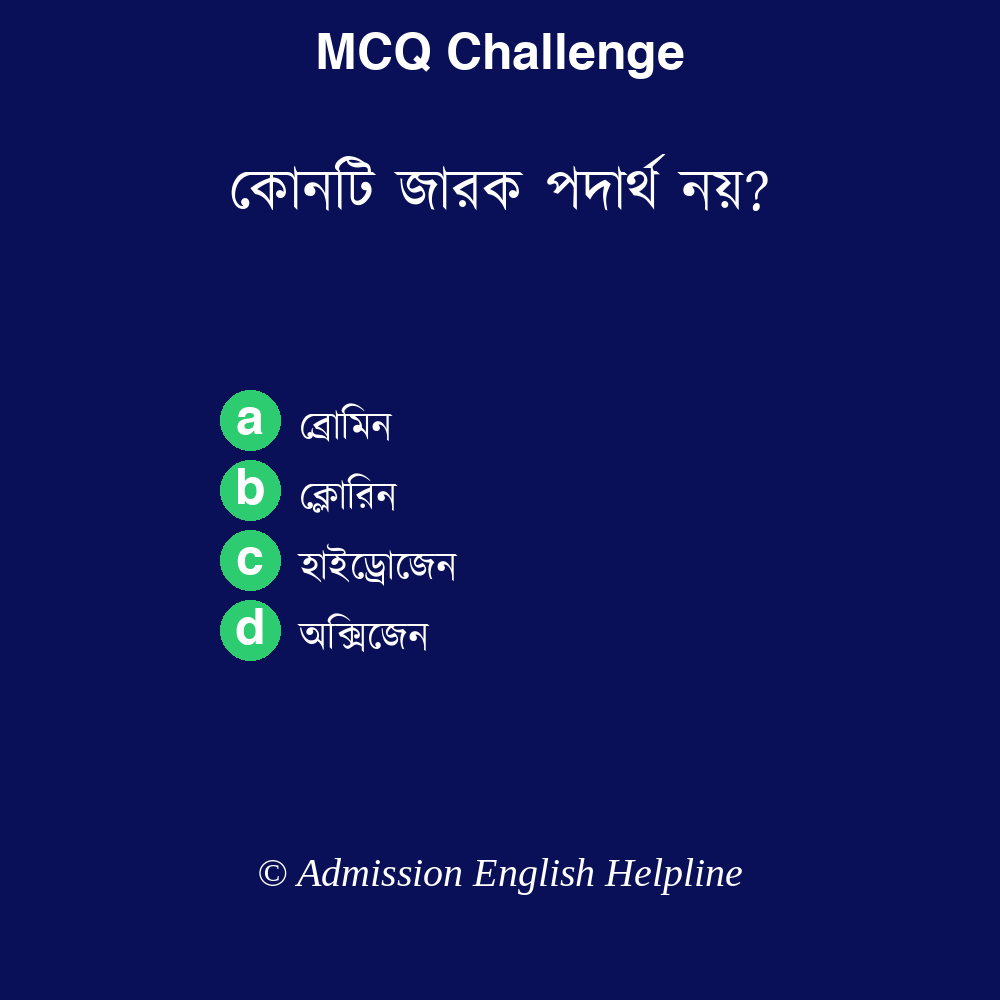 MCQ Challenge
কোনটি জারক পদার্থ নয়?
a ব্রোমিন
b ক্লোরিন
c হাইড্রোজেন
d অক্সিজেন
© Admission English Helpline